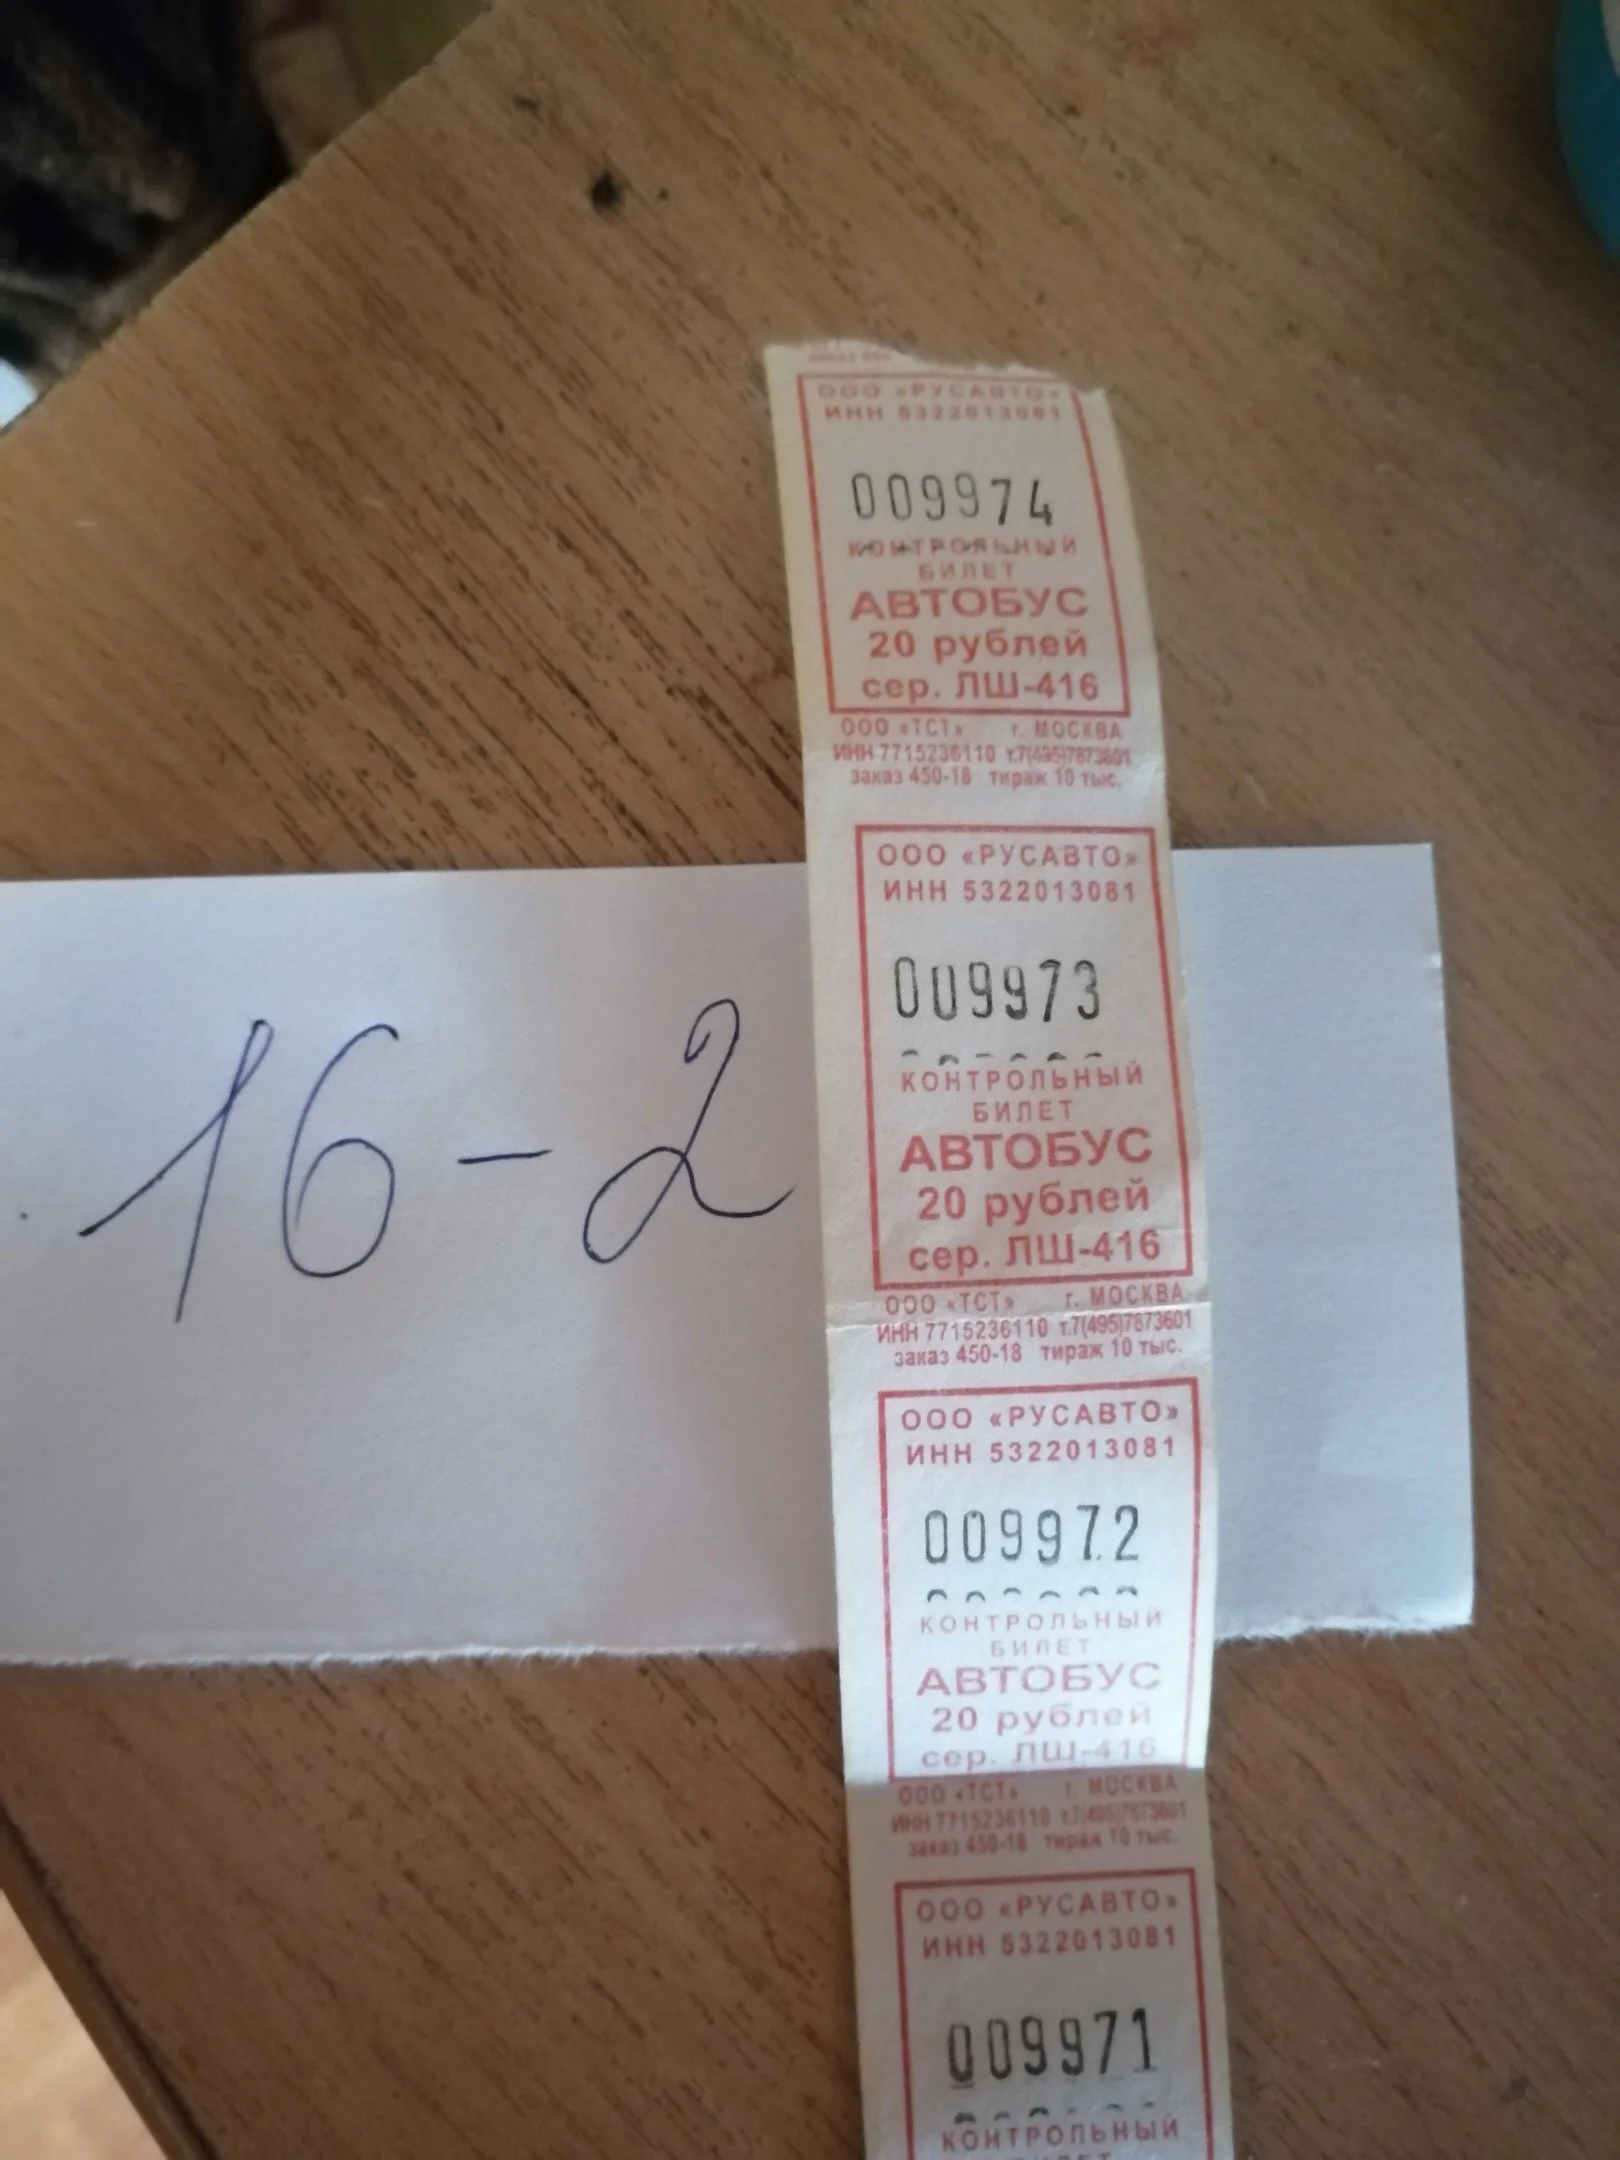 заказ 450
ООО «РУСАВТО»
ИНН 5322013081
009974
КОНТРОЛЬНЫЙ
БИЛЕТ
АВТОБУС
20 рублей
сер. ЛШ-416
ООО «ТСТ» г. МОСКВА
ИНН 7715236110 т.7(495)7873601
заказ 450-18 тираж 10 тыс.
ООО «РУСАВТО»
ИНН 5322013081
009973
КОНТРОЛЬНЫЙ
БИЛЕТ
АВТОБУС
20 рублей
сер. ЛШ-416
ООО «ТСТ» г. МОСКВА
ИНН 7715236110 т.7(495)7873601
заказ 450-18 тираж 10 тыс.
16-2
ООО «РУСАВТО»
ИНН 5322013081
009972
КОНТРОЛЬНЫЙ
БИЛЕТ
АВТОБУС
20 рублей
сер. ЛШ-416
ООО «ТСТ» г. МОСКВА
ИНН 7715236110 т.7(495)7873601
заказ 450-18 тираж 10 тыс.
ООО «РУСАВТО»
ИНН 5322013081
009971
КОНТРОЛЬНЫЙ
БИЛЕТ